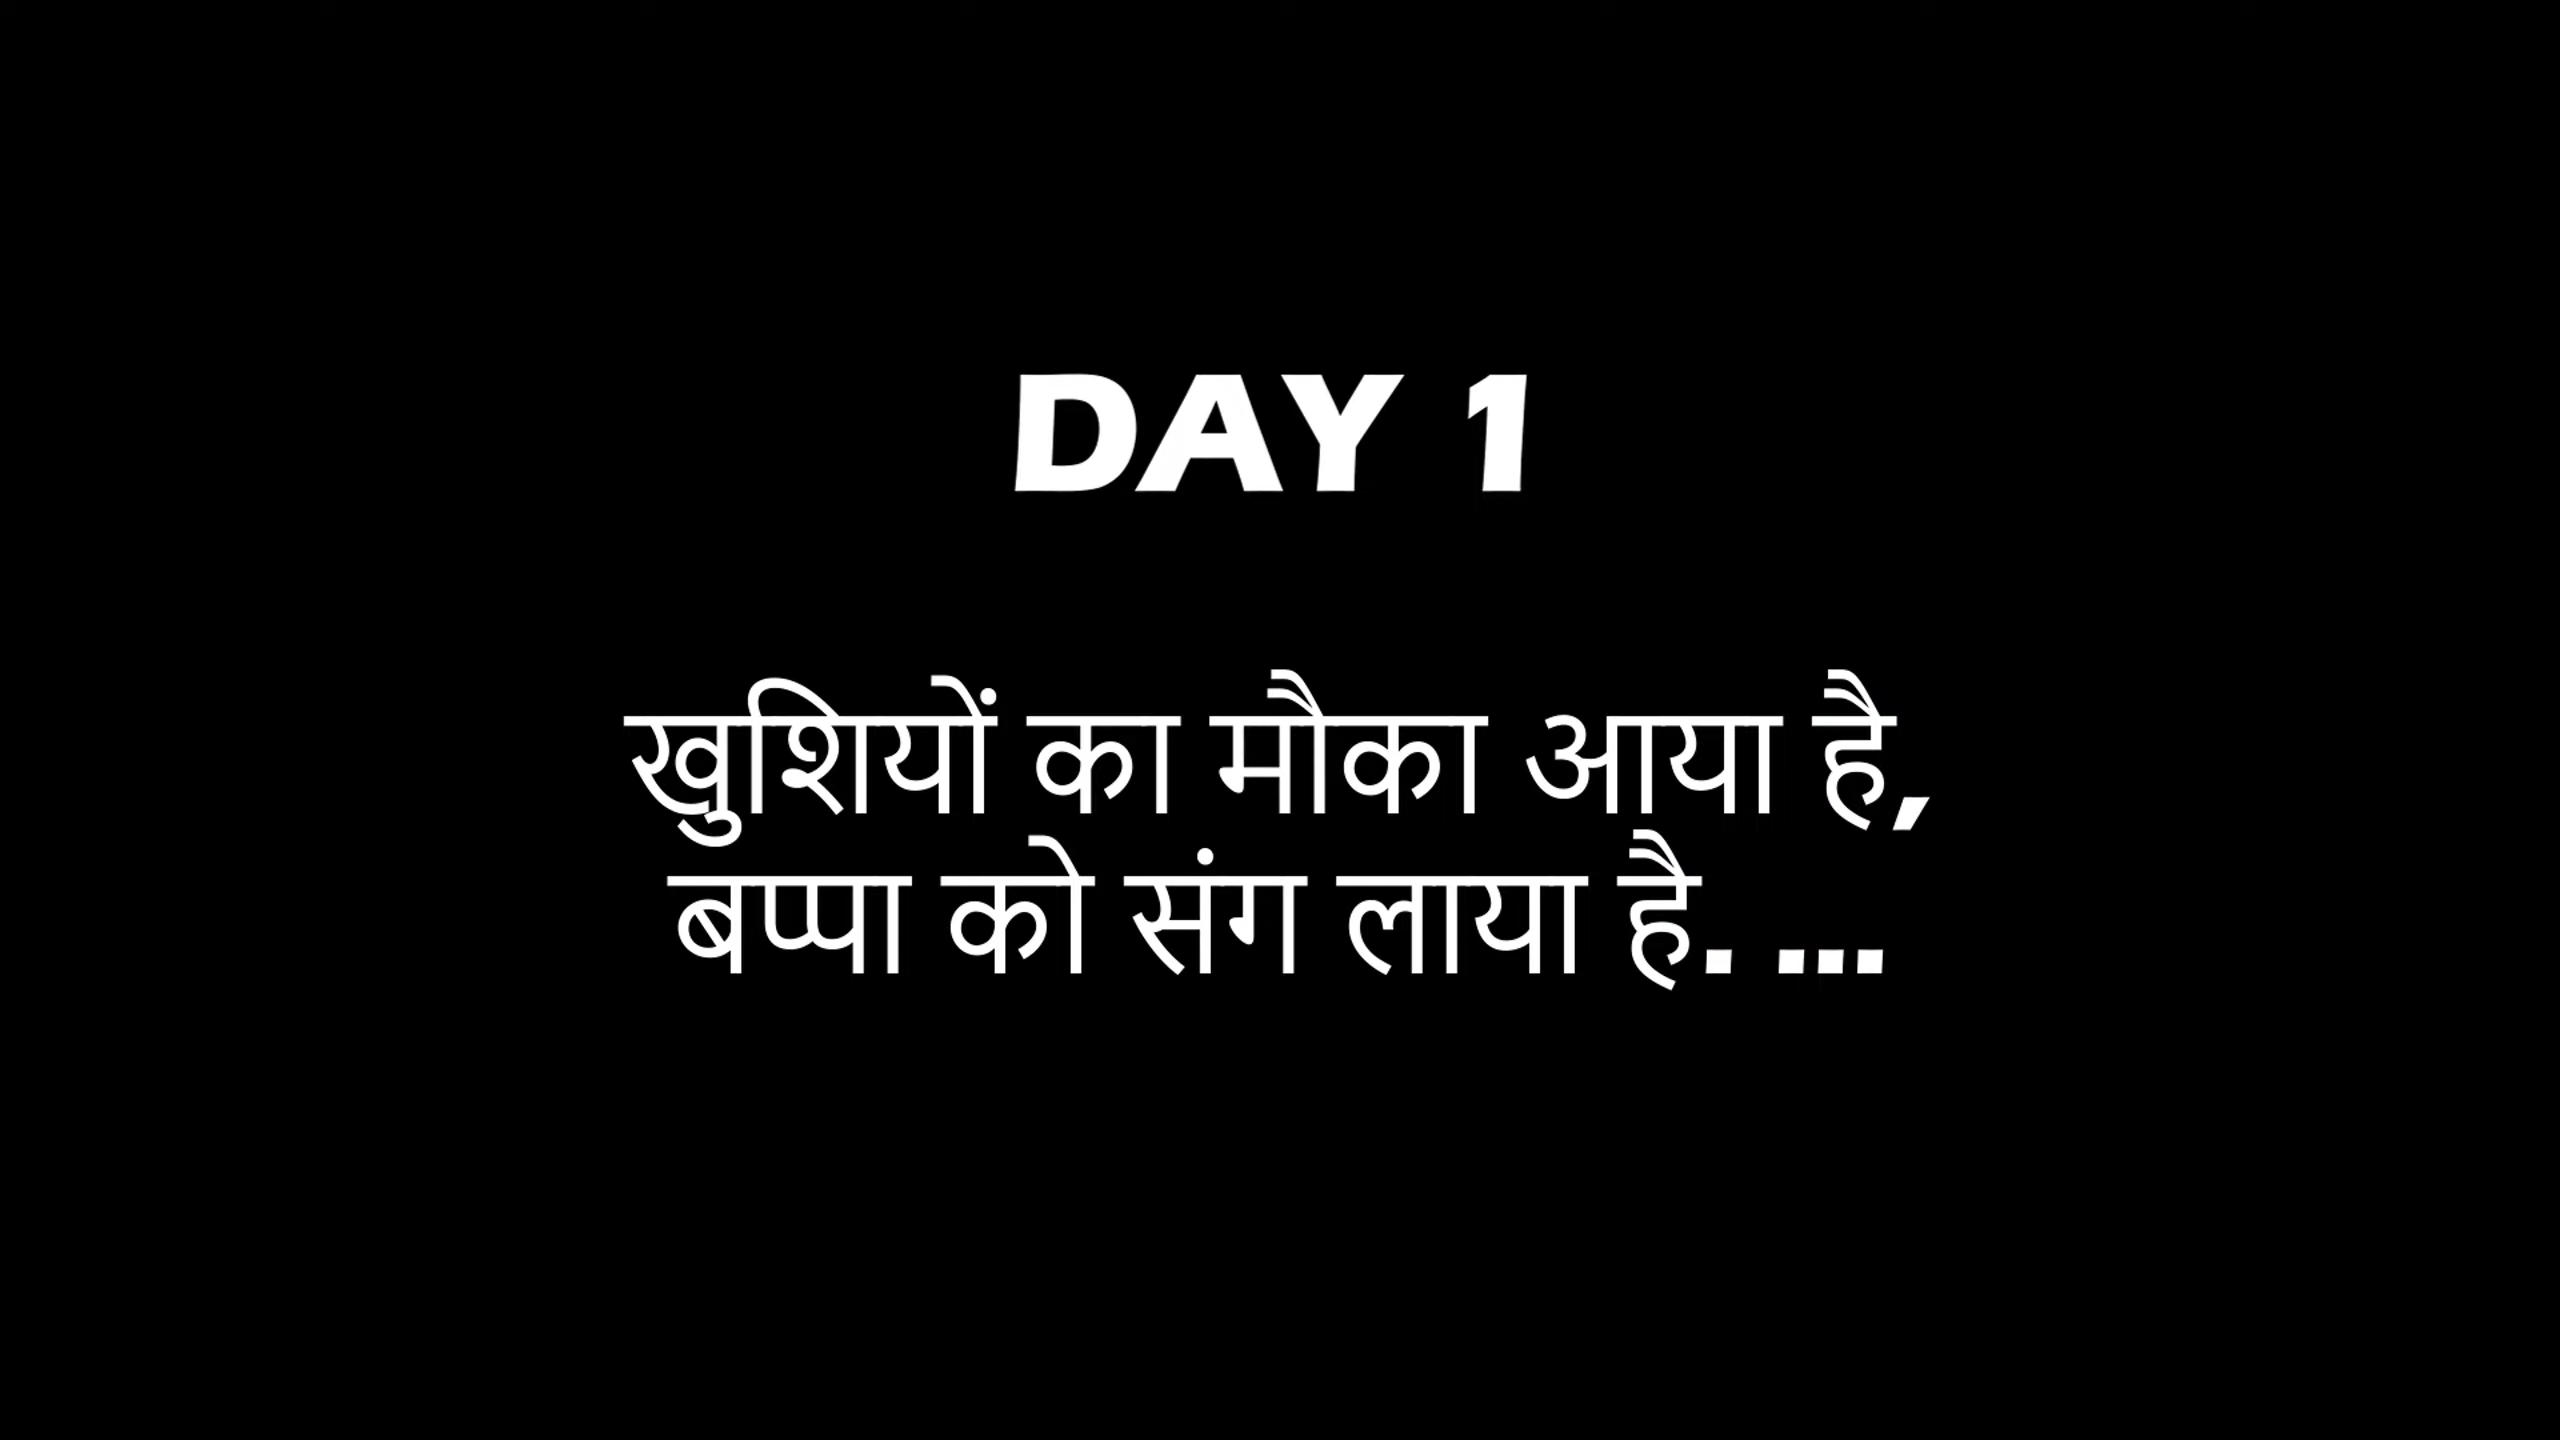 DAY 1
खुशियों का मौका आया है,
बप्पा को संग लाया है. ...